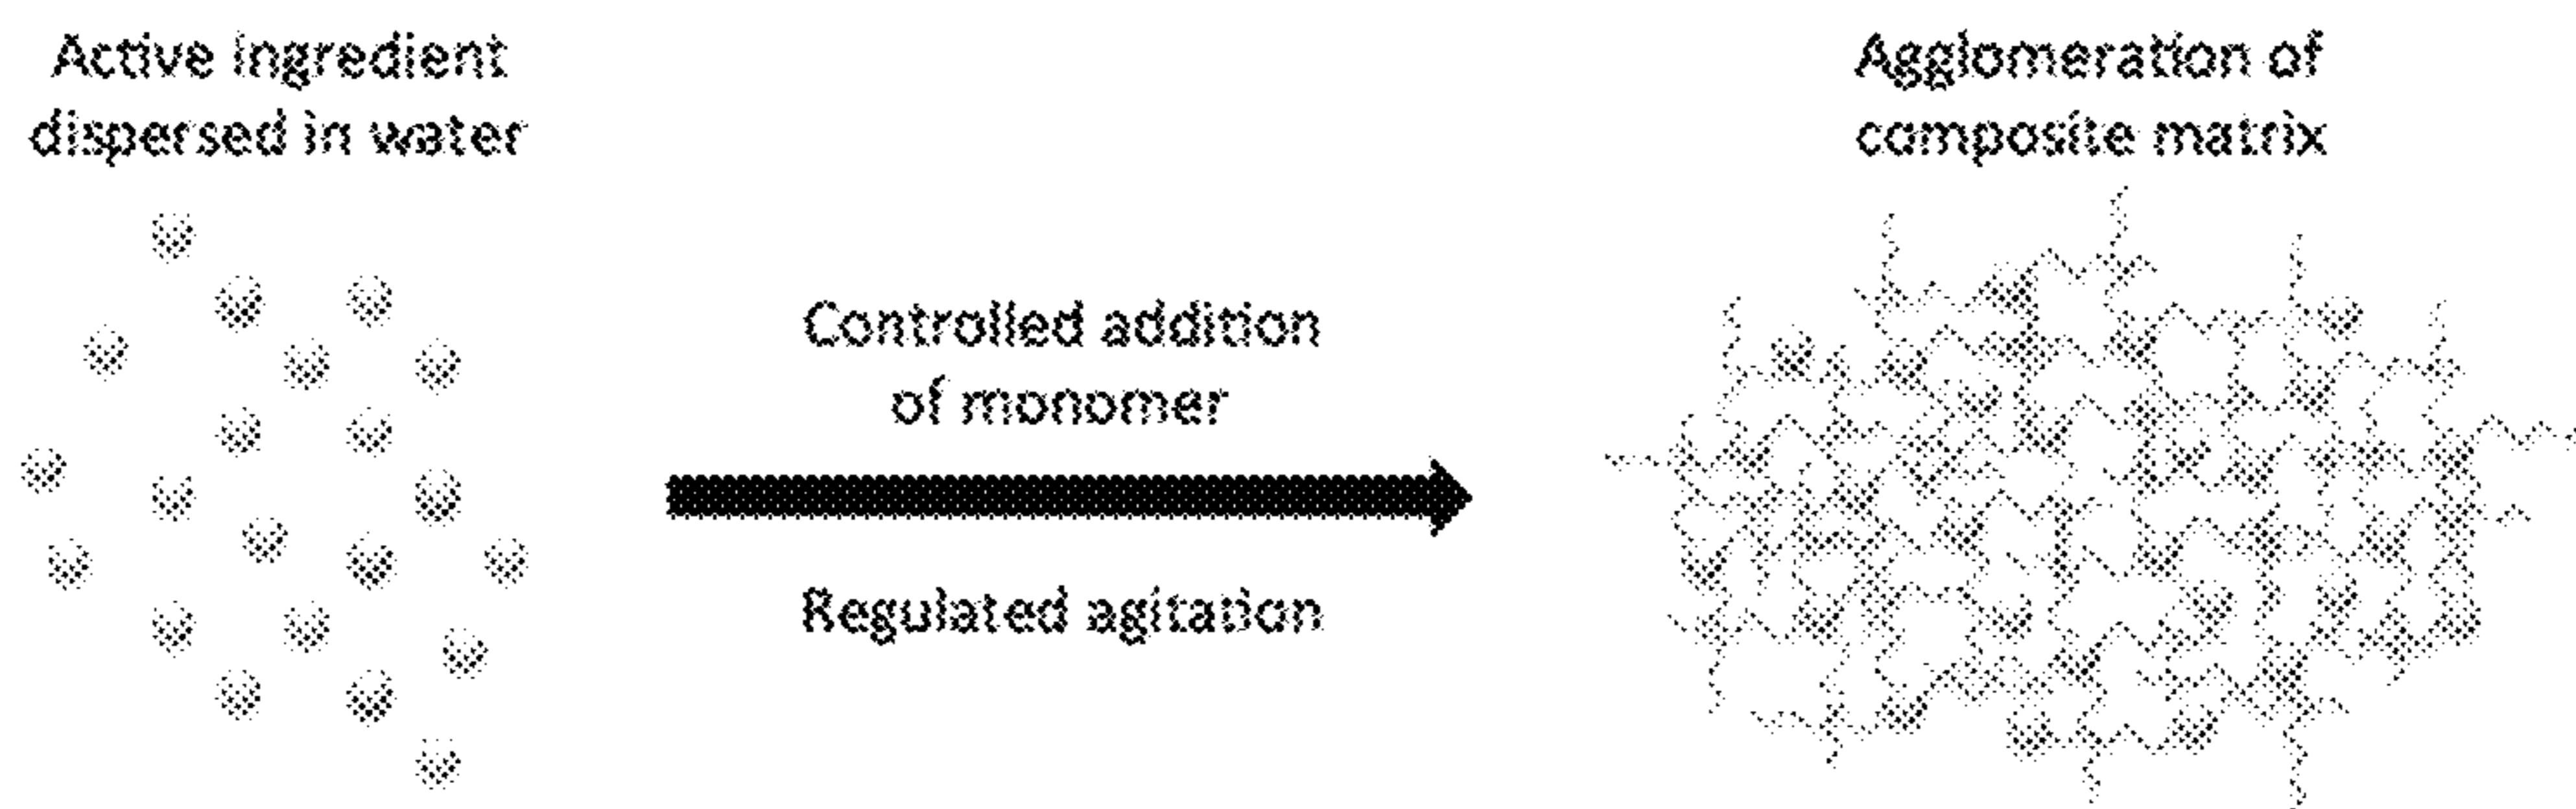 Active ingredient
dispersed in water
Controlled addition
of monomer
Regulated agitation
Agglomeration of
composite matrix